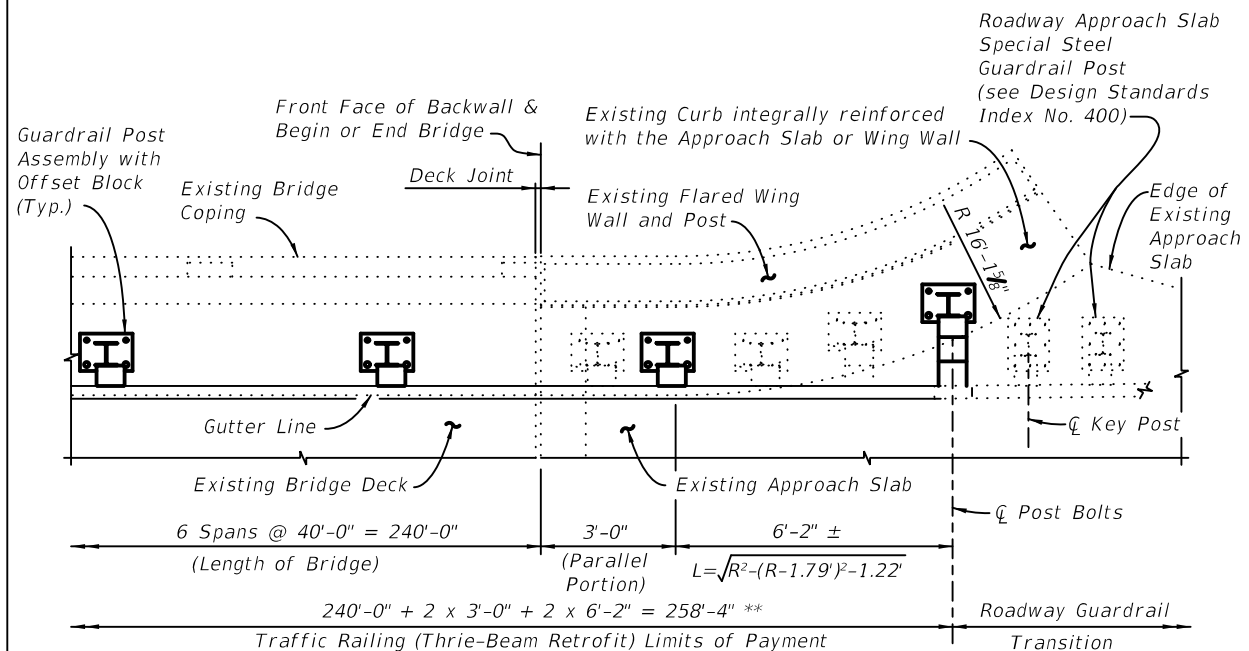 Roadway Approach Slab
Special Steel
Guardrail Post
(see Design Standards
Index No. 400)
Front Face of Backwall &
Begin or End Bridge
Existing Curb integrally reinforced
with the Approach Slab or Wing Wall
Guardrail Post
Assembly with
Offset Block
(Typ.)
Deck Joint
Existing Bridge
Coping
Existing Flared Wing
Wall and Post
Edge of
Existing
Approach
Slab
R 16'-1⅝"
Gutter Line
℄ Key Post
Existing Bridge Deck
Existing Approach Slab
℄ Post Bolts
6 Spans @ 40'-0" = 240'-0"
(Length of Bridge)
3'-0"
(Parallel
Portion)
6'-2" ±
L=√R²-(R-1.79')²-1.22'
240'-0" + 2 x 3'-0" + 2 x 6'-2" = 258'-4" **
Traffic Railing (Thrie-Beam Retrofit) Limits of Payment
Roadway Guardrail
Transition